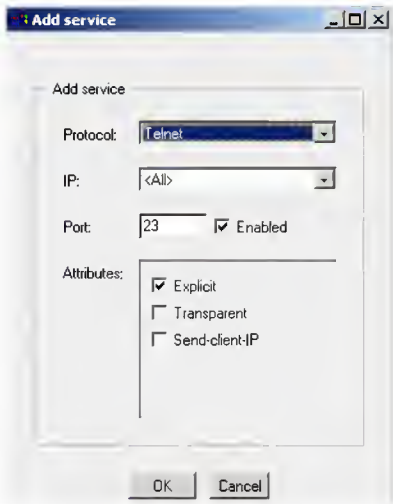 Add service
Add service
Protocol: Telnet
IP: <All>
Port: 23 Enabled
Attributes: Explicit
Transparent
Send-client-IP
OK Cancel